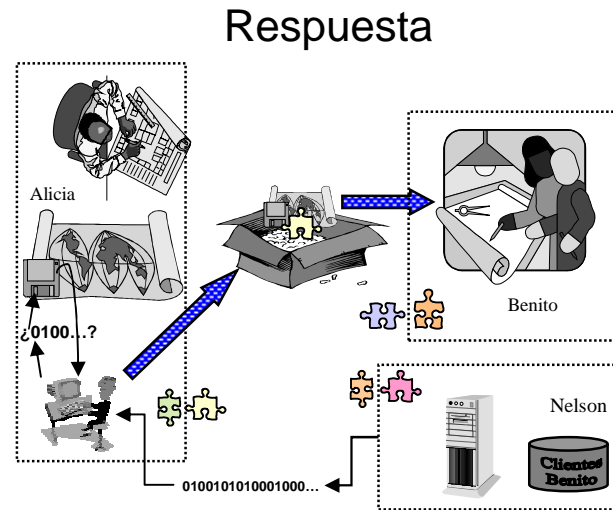 Respuesta
Alicia
¿0100...?
Benito
Nelson
Clientes
Benito
0100101010001000...